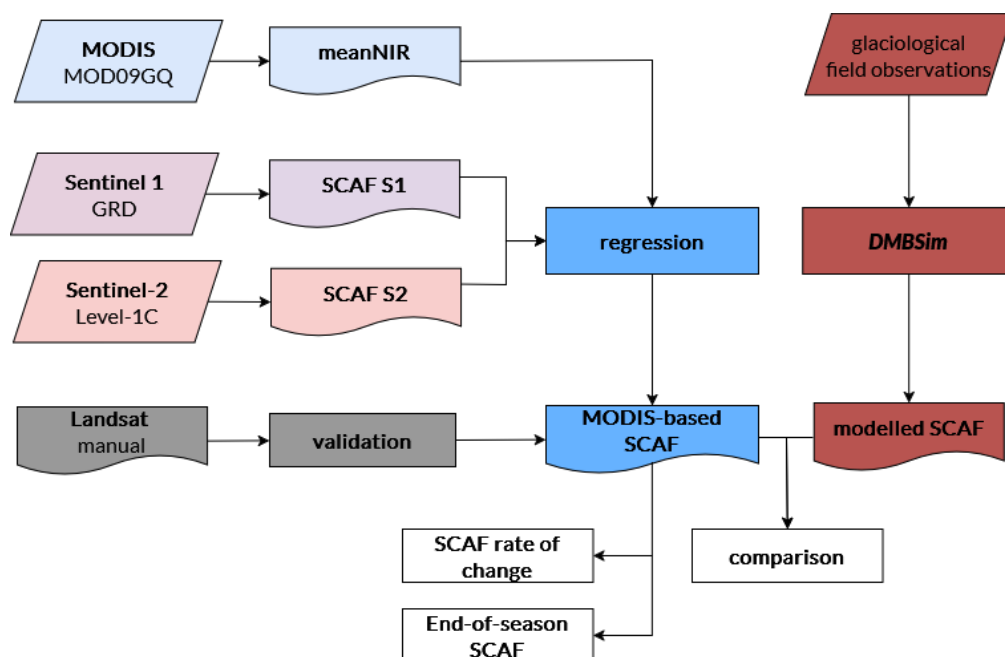 MODIS
MOD09GQ
meanNIR
glaciological
field observations
Sentinel 1
GRD
SCAF S1
regression
DMBSim
Sentinel-2
Level-1C
SCAF S2
Landsat
manual
validation
MODIS-based
SCAF
modelled SCAF
SCAF rate of
change
comparison
End-of-season
SCAF